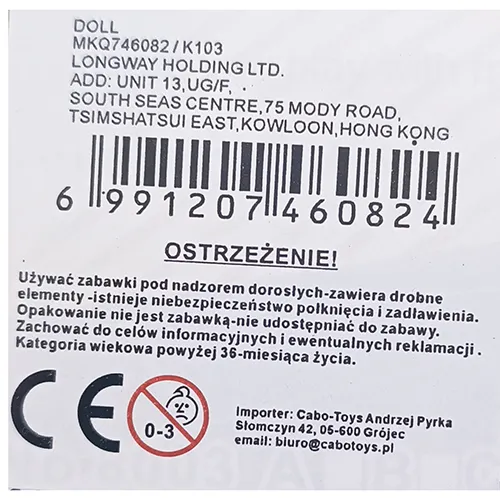 DOLL
MKQ746082/K103
LONGWAY HOLDING LTD.
ADD: UNIT 13,UG/F,
SOUTH SEAS CENTRE,75 MODY ROAD,
TSIMSHATSUI EAST,KOWLOON,HONG KONG
6 991207 460824
OSTRZEŻENIE!
Używać zabawki pod nadzorem dorosłych-zawiera drobne
elementy -istnieje niebezpieczeństwo połknięcia i zadławienia.
Opakowanie nie jest zabawką-nie udostępniać do zabawy.
Zachować do celów informacyjnych i ewentualnych reklamacji .
Kategoria wiekowa powyżej 36-miesiąca życia.
CE
0-3
Importer: Cabo-Toys Andrzej Pyrka
Słomczyn 42, 05-600 Grójec
email: biuro@cabotoys.pl